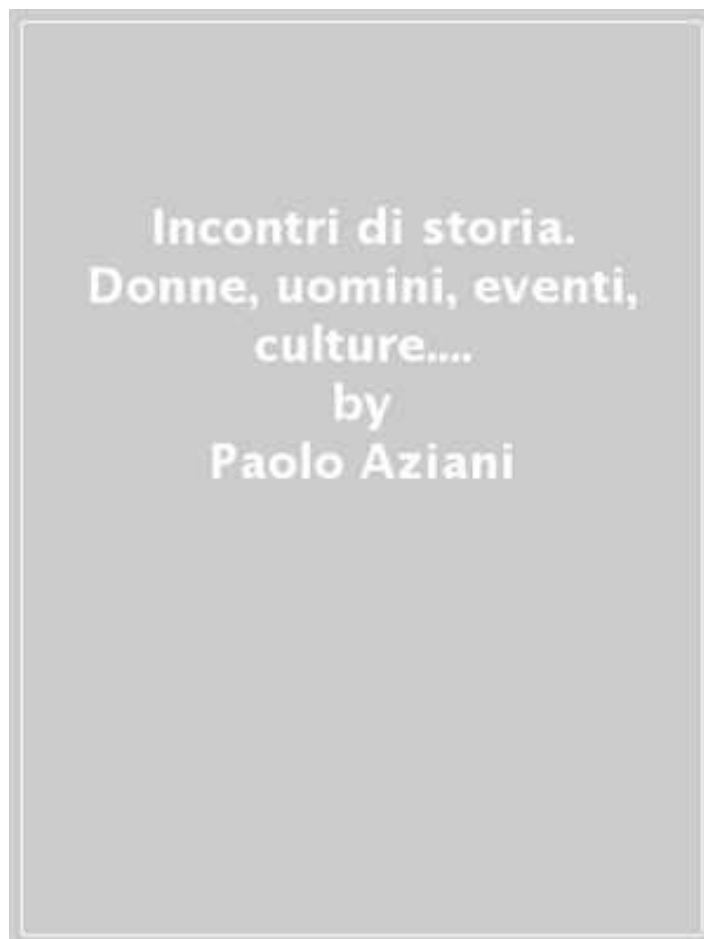 Incontri di storia.
Donne, uomini, eventi,
culture....
by
Paolo Aziani